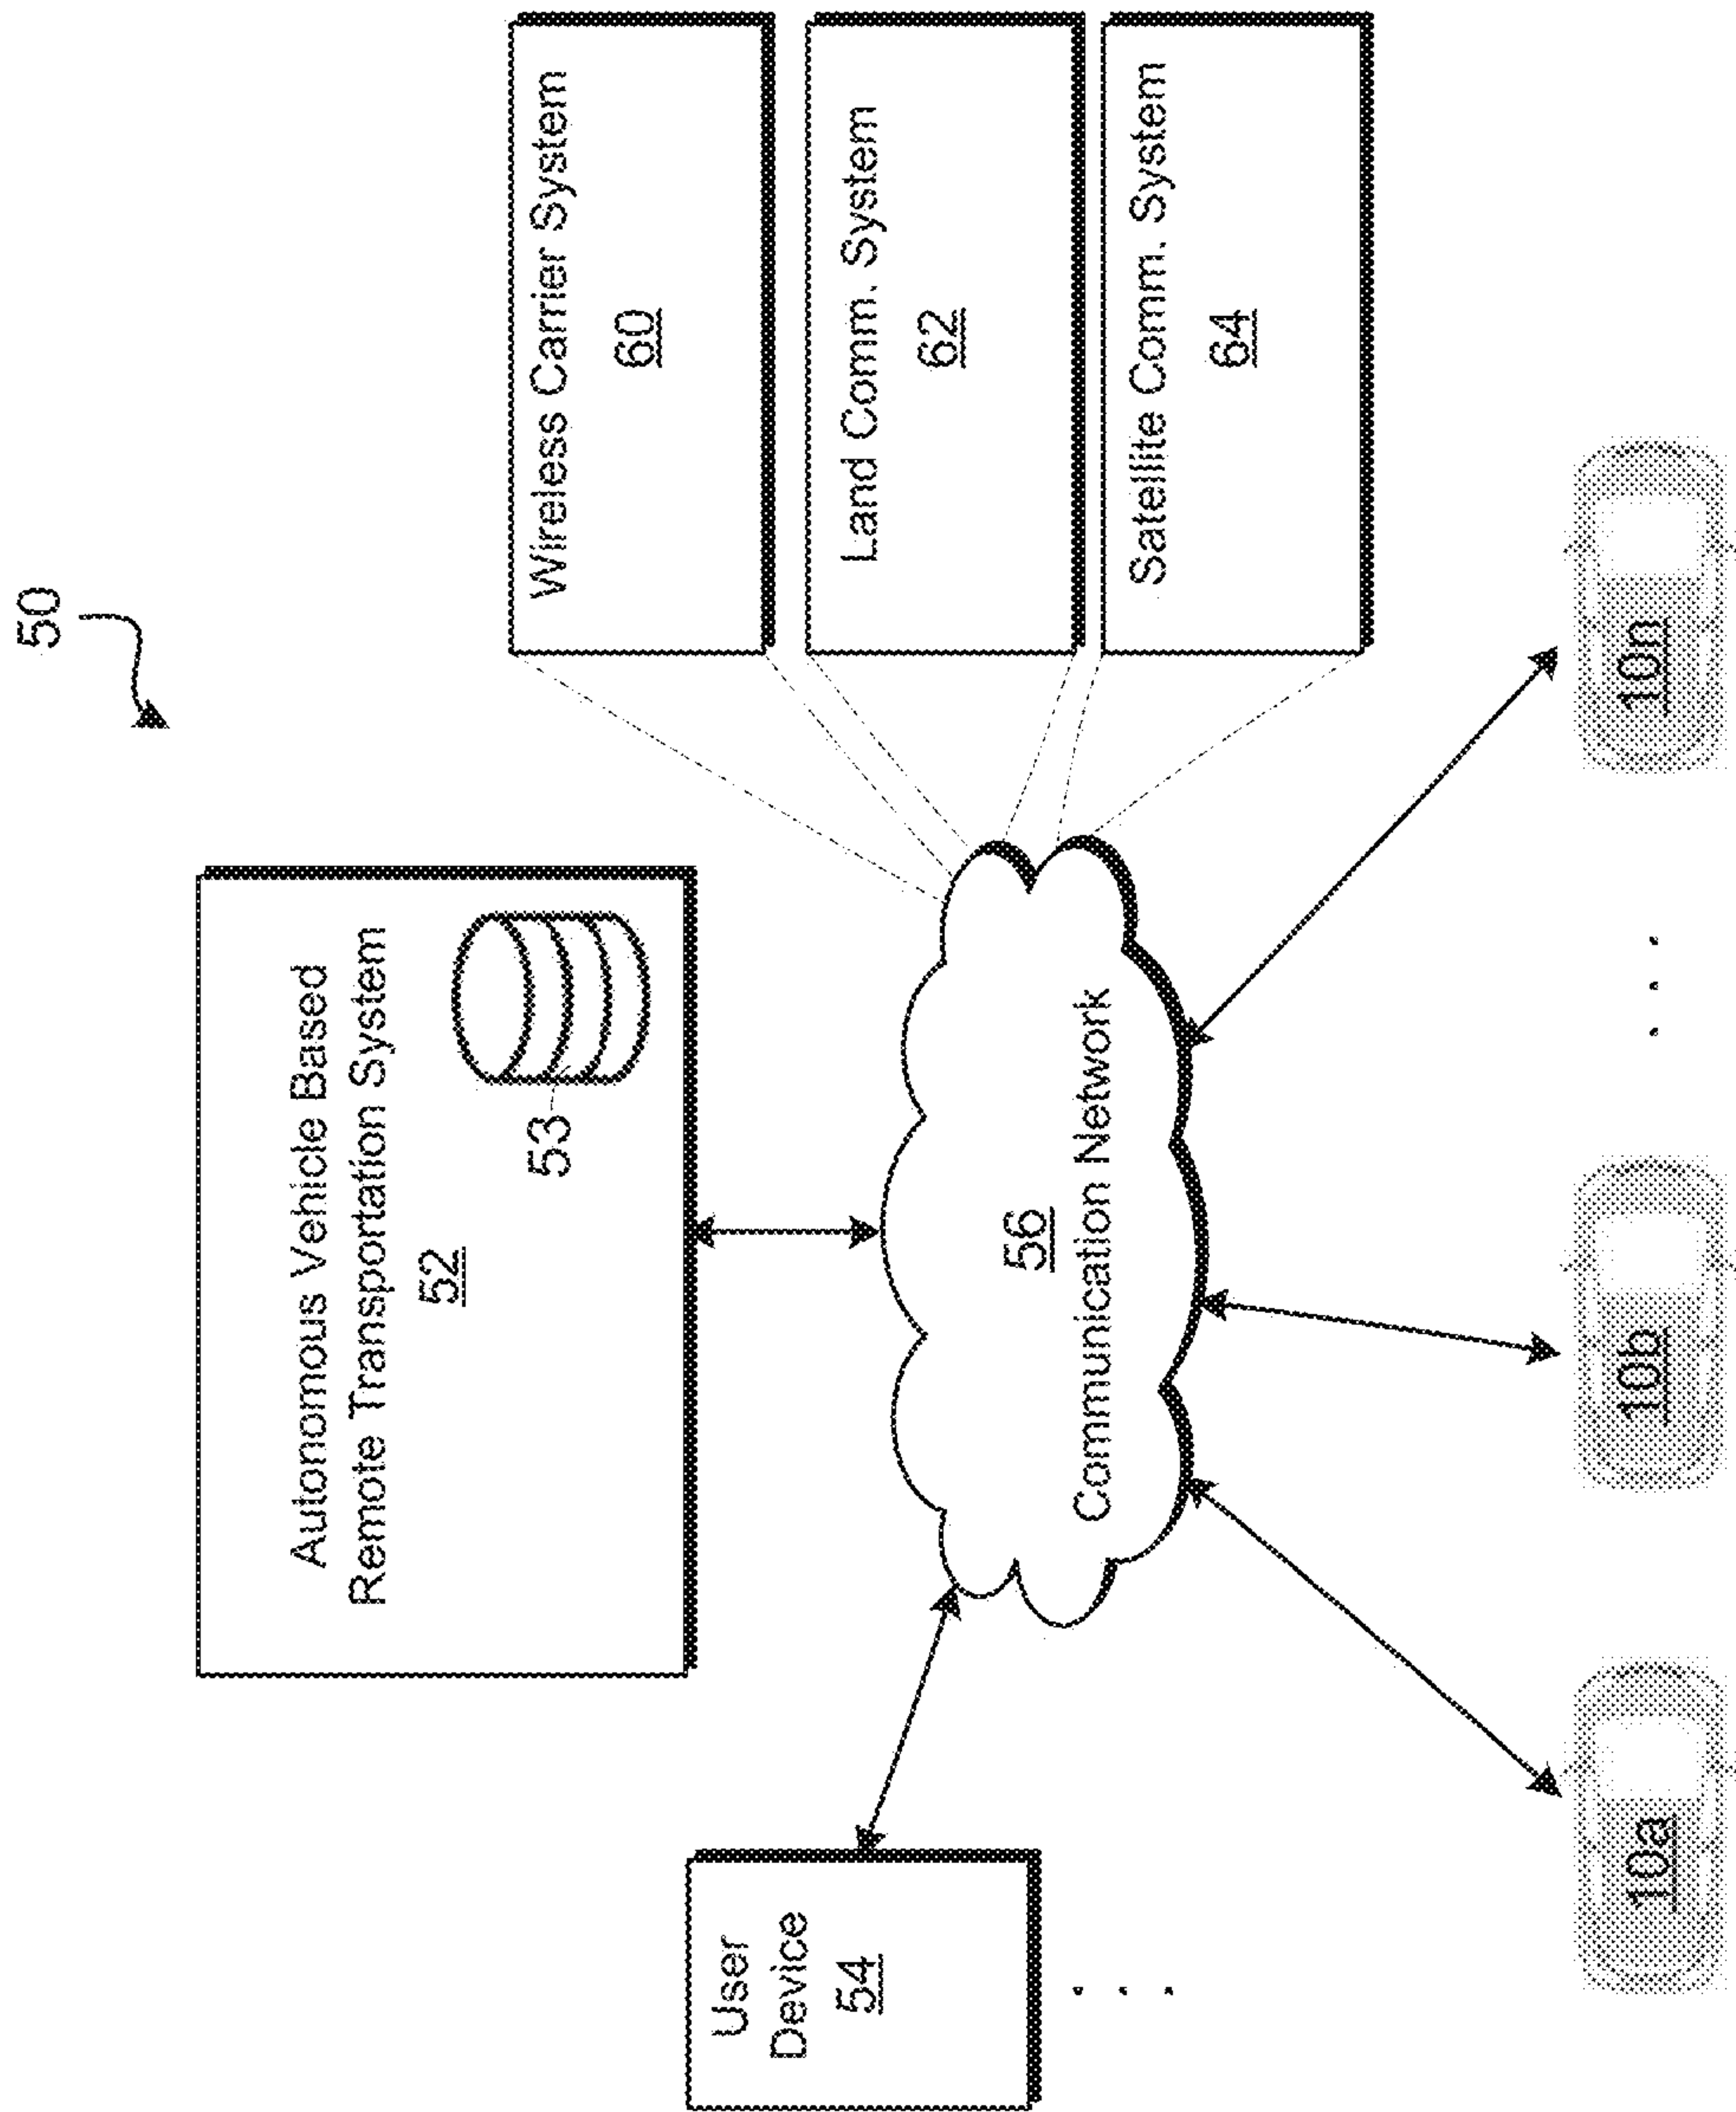 50
Autonomous Vehicle Based
Remote Transportation System
52
53
Wireless Carrier System
60
Land Comm. System
62
Satellite Comm. System
64
User
Device
54
. . .
56
Communication Network
10a
10b
. . .
10n